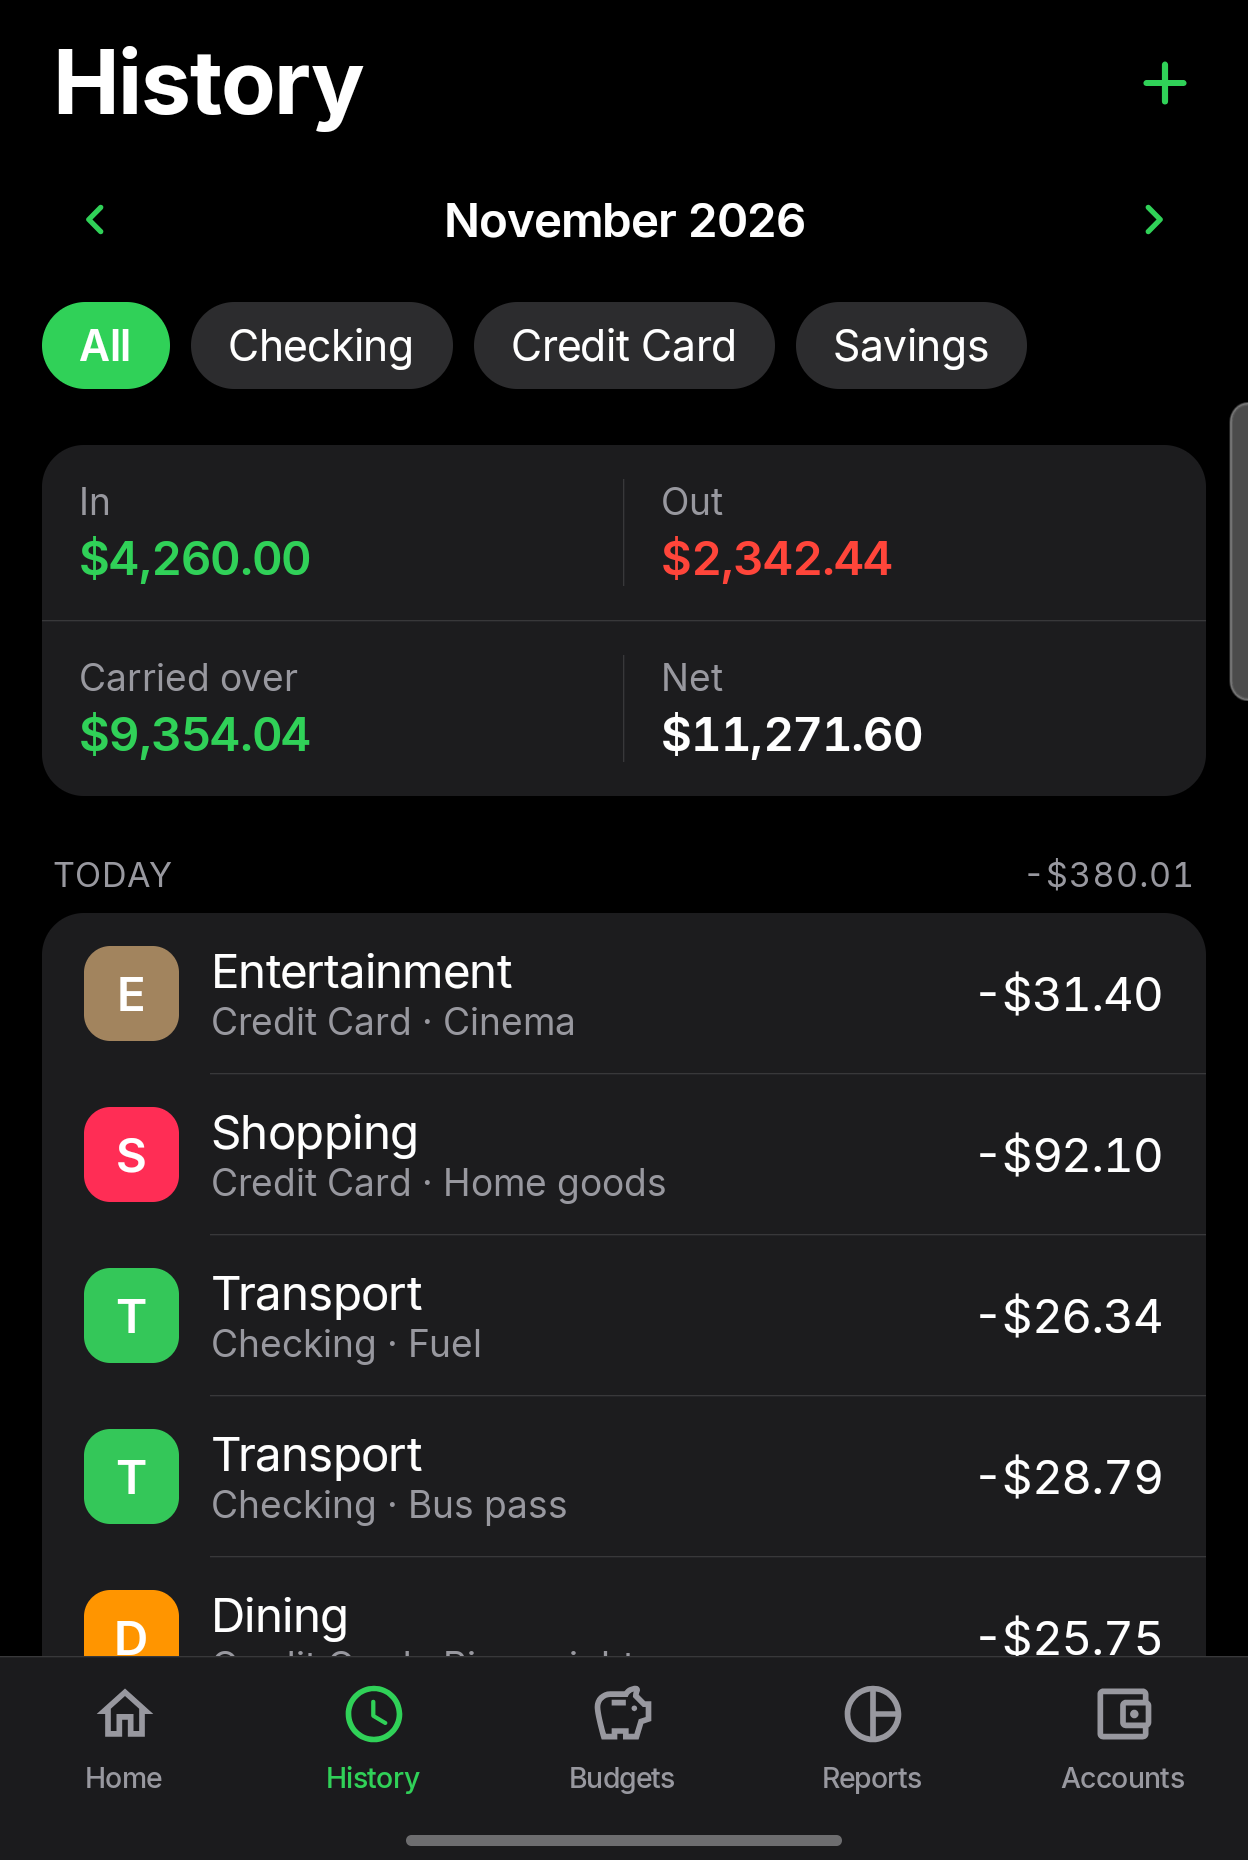 History
November 2026
All
Checking
Credit Card
Savings
In
Out
$4,260.00
$2,342.44
Carried over
Net
$9,354.04
$11,271.60
TODAY
-$380.01
E
Entertainment
Credit Card · Cinema
-$31.40
S
Shopping
Credit Card · Home goods
-$92.10
T
Transport
Checking · Fuel
-$26.34
T
Transport
Checking · Bus pass
-$28.79
D
Dining
-$25.75
Home
History
Budgets
Reports
Accounts